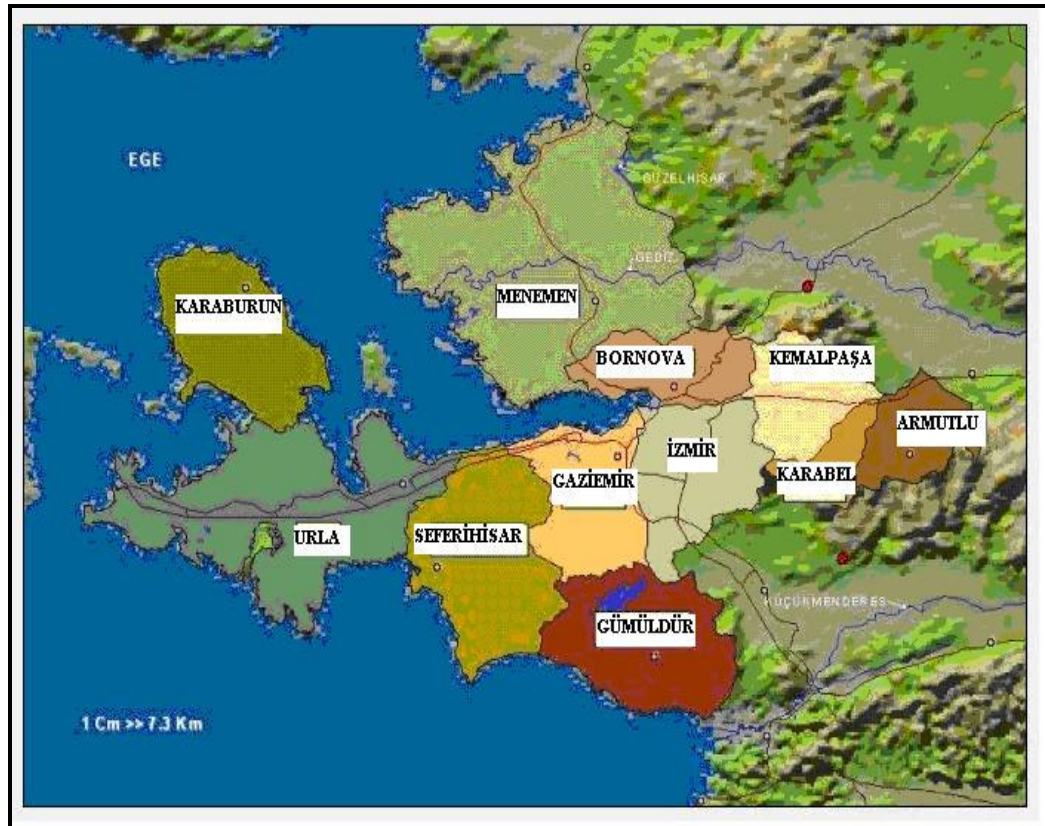 EGE
GÜZELHİSAR
GEDİZ
KARABURUN
MENEMEN
BORNOVA
KEMALPAŞA
ARMUTLU
İZMİR
KARABEL
GAZİEMİR
URLA
SEFERİHİSAR
KÜÇÜKMENDERES
GÜMÜLDÜR
1 Cm >> 7.3 Km